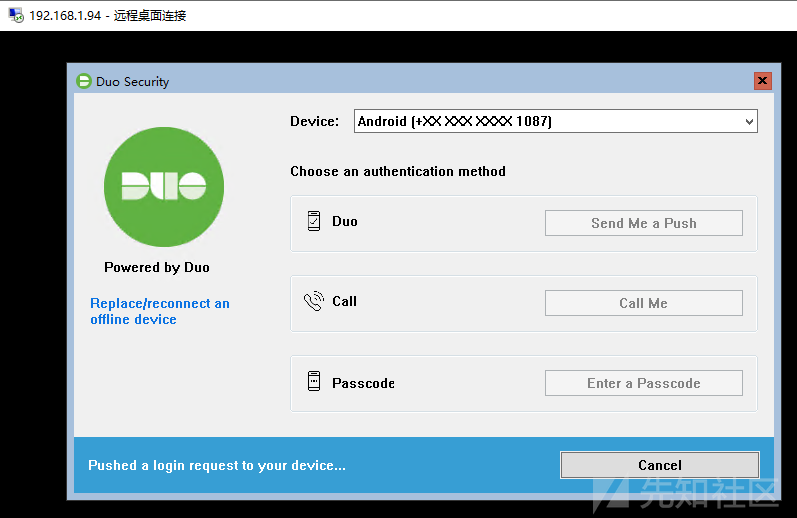 192.168.1.94 - 远程桌面连接
Duo Security
Device:
Android (+XX XXX XXXX 1087)
DUO
Choose an authentication method
Duo
Send Me a Push
Powered by Duo
Replace/reconnect an
offline device
Call
Call Me
Passcode
Enter a Passcode
Pushed a login request to your device...
Cancel
先知社区